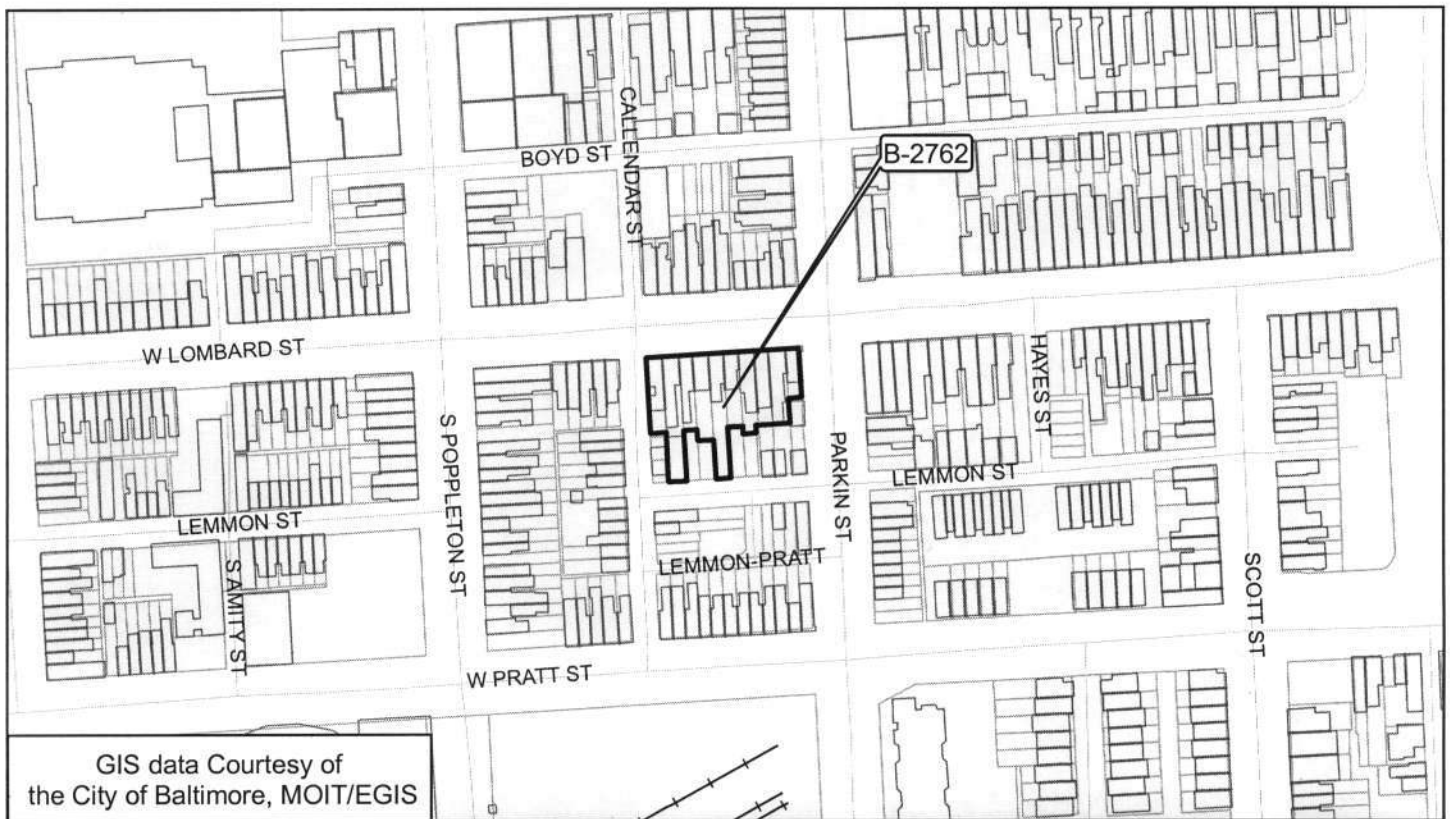 CALLENDAR ST
BOYD ST
B-2762
W LOMBARD ST
HAYES ST
S POPPLETON ST
PARKIN ST
LEMMON ST
LEMMON ST
LEMMON-PRATT
S AMITY ST
SCOTT ST
W PRATT ST
GIS data Courtesy of
the City of Baltimore, MOIT/EGIS